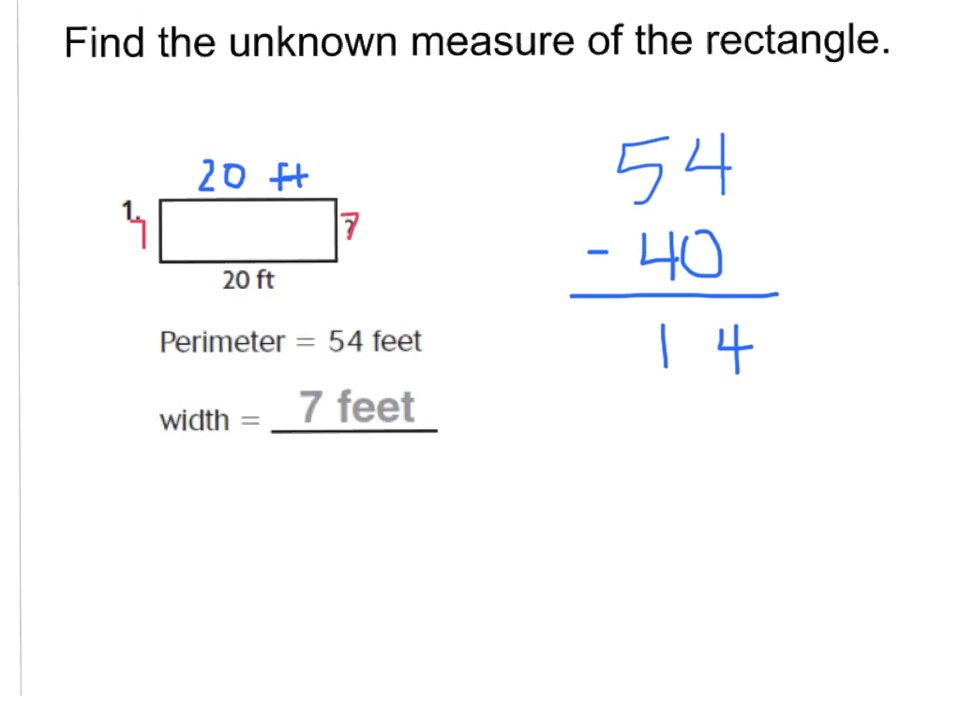 Find the unknown measure of the rectangle.
20 ft
1.
7
7
20 ft
Perimeter = 54 feet
width = 7 feet
54
- 40
14